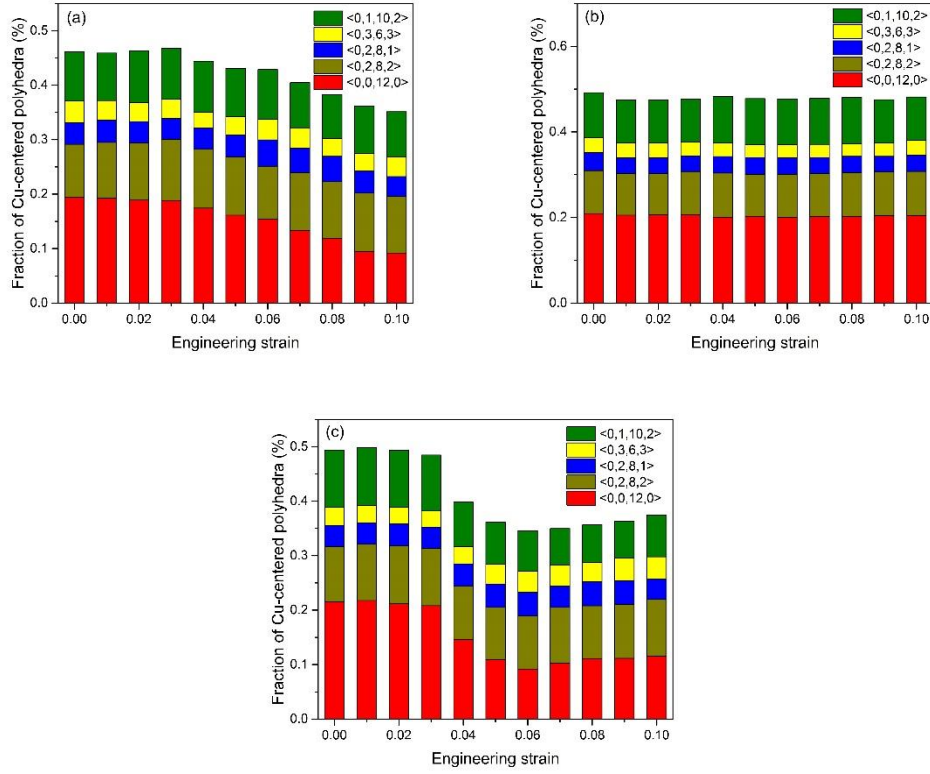 (a)
<0,1,10,2>
<0,3,6,3>
<0,2,8,1>
<0,2,8,2>
<0,0,12,0>
Fraction of Cu-centered polyhedra (%)
0.5
0.4
0.3
0.2
0.1
0.0
0.00 0.02 0.04 0.06 0.08 0.10
Engineering strain
(b)
<0,1,10,2>
<0,3,6,3>
<0,2,8,1>
<0,2,8,2>
<0,0,12,0>
Fraction of Cu-centered polyhedra (%)
0.6
0.4
0.2
0.0
0.00 0.02 0.04 0.06 0.08 0.10
Engineering strain
(c)
<0,1,10,2>
<0,3,6,3>
<0,2,8,1>
<0,2,8,2>
<0,0,12,0>
Fraction of Cu-centered polyhedra (%)
0.5
0.4
0.3
0.2
0.1
0.0
0.00 0.02 0.04 0.06 0.08 0.10
Engineering strain